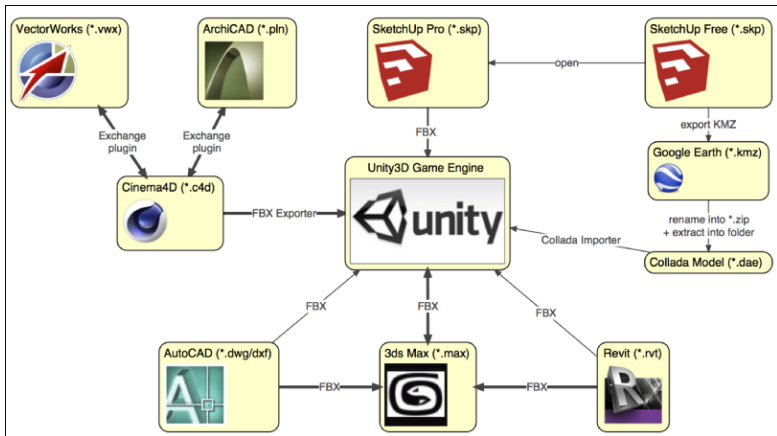 VectorWorks (*.vwx)
ArchiCAD (*.pln)
SketchUp Pro (*.skp)
SketchUp Free (*.skp)
open
Exchange
plugin
Exchange
plugin
FBX
export KMZ
Unity3D Game Engine
Google Earth (*.kmz)
Cinema4D (*.c4d)
FBX Exporter
unity
rename into *.zip
+ extract into folder
Collada Importer
Collada Model (*.dae)
FBX
FBX
FBX
AutoCAD (*.dwg/dxf)
3ds Max (*.max)
Revit (*.rvt)
A
FBX
FBX
R